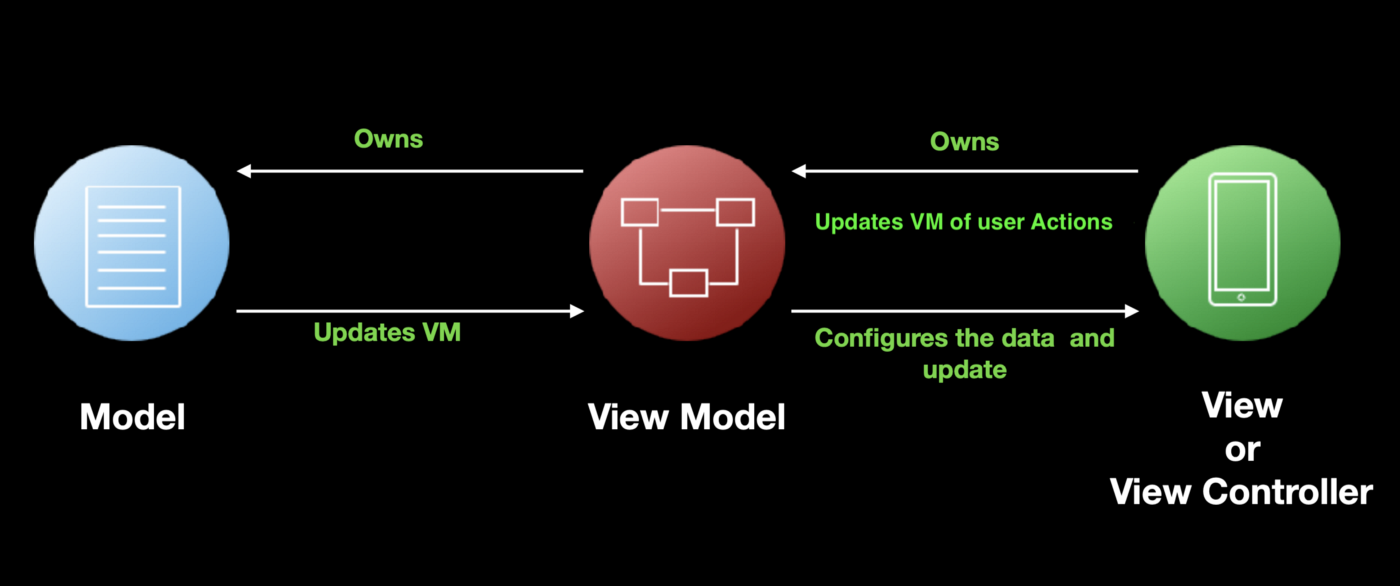 Owns
Owns
Updates VM of user Actions
Updates VM
Configures the data and
update
Model
View Model
View
or
View Controller